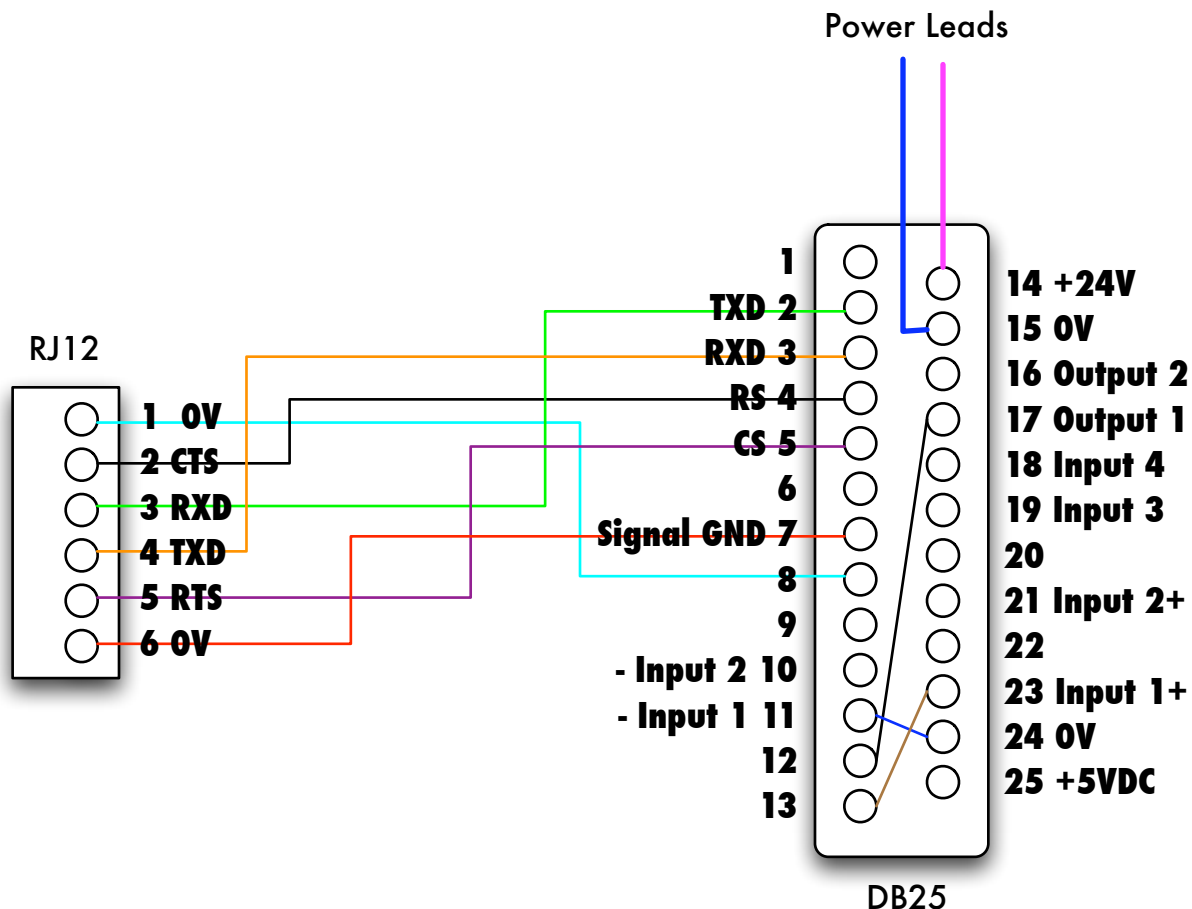 Power Leads
RJ12
1 0V
2 CTS
3 RXD
4 TXD
5 RTS
6 0V
1
TXD 2
RXD 3
RS 4
CS 5
6
Signal GND 7
8
9
- Input 2 10
- Input 1 11
12
13
14 +24V
15 0V
16 Output 2
17 Output 1
18 Input 4
19 Input 3
20
21 Input 2+
22
23 Input 1+
24 0V
25 +5VDC
DB25